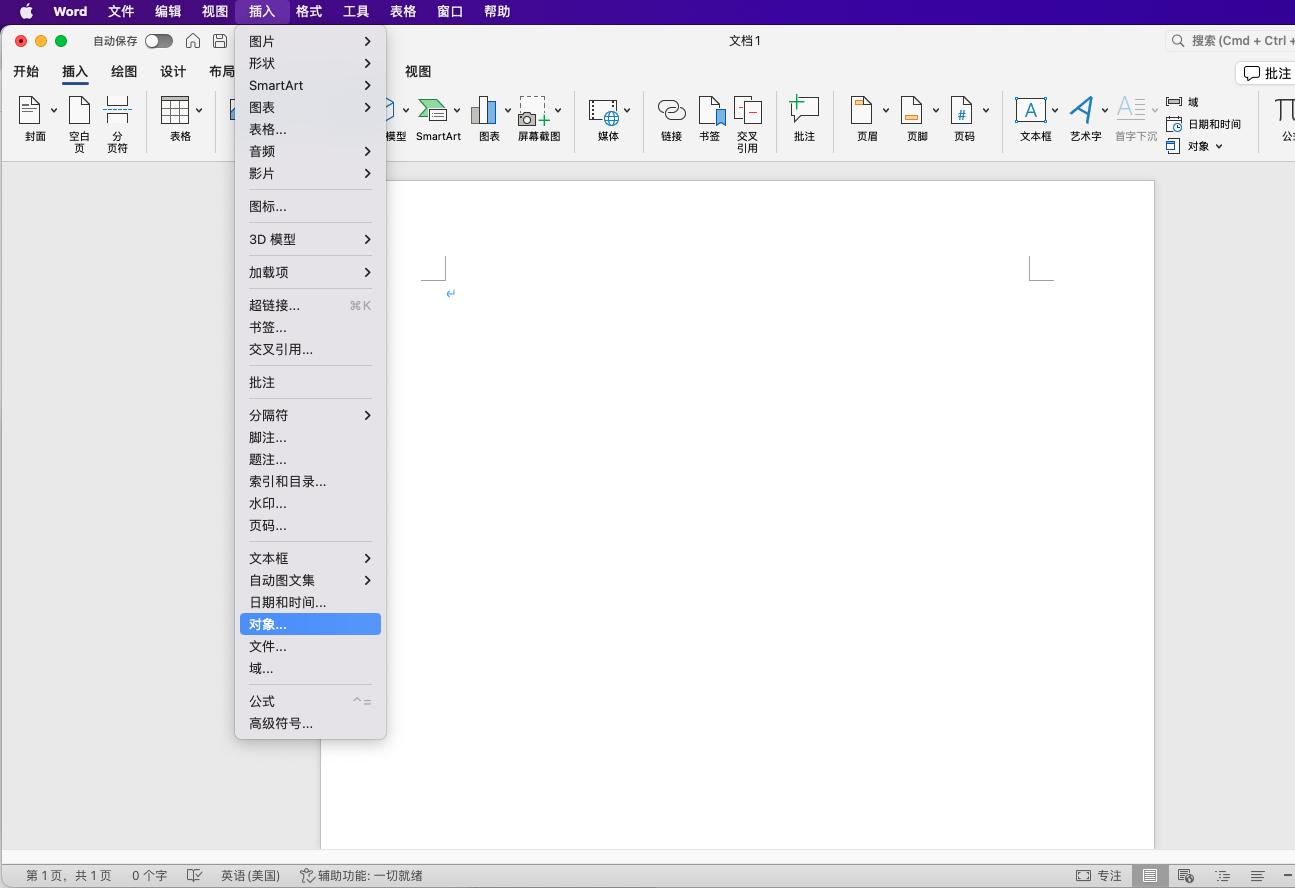 Word 文件 编辑 视图 插入 格式 工具 表格 窗口 帮助
自动保存
文档1
搜索 (Cmd + Ctrl +
开始 插入 绘图 设计 布局 视图
批注
封面
空白
页
分
页符
表格
模型
SmartArt
图表
屏幕截图
媒体
链接
书签
交叉
引用
批注
页眉
页脚
页码
文本框
艺术字
首字下沉
域
日期和时间
对象
图片
形状
SmartArt
图表
表格...
音频
影片
图标...
3D 模型
加载项
超链接... ⌘K
书签...
交叉引用...
批注
分隔符
脚注...
题注...
索引和目录...
水印...
页码...
文本框
自动图文集
日期和时间...
对象...
文件...
域...
公式 ^=
高级符号...
第1页，共1页 0个字 英语(美国) 辅助功能: 一切就绪 专注